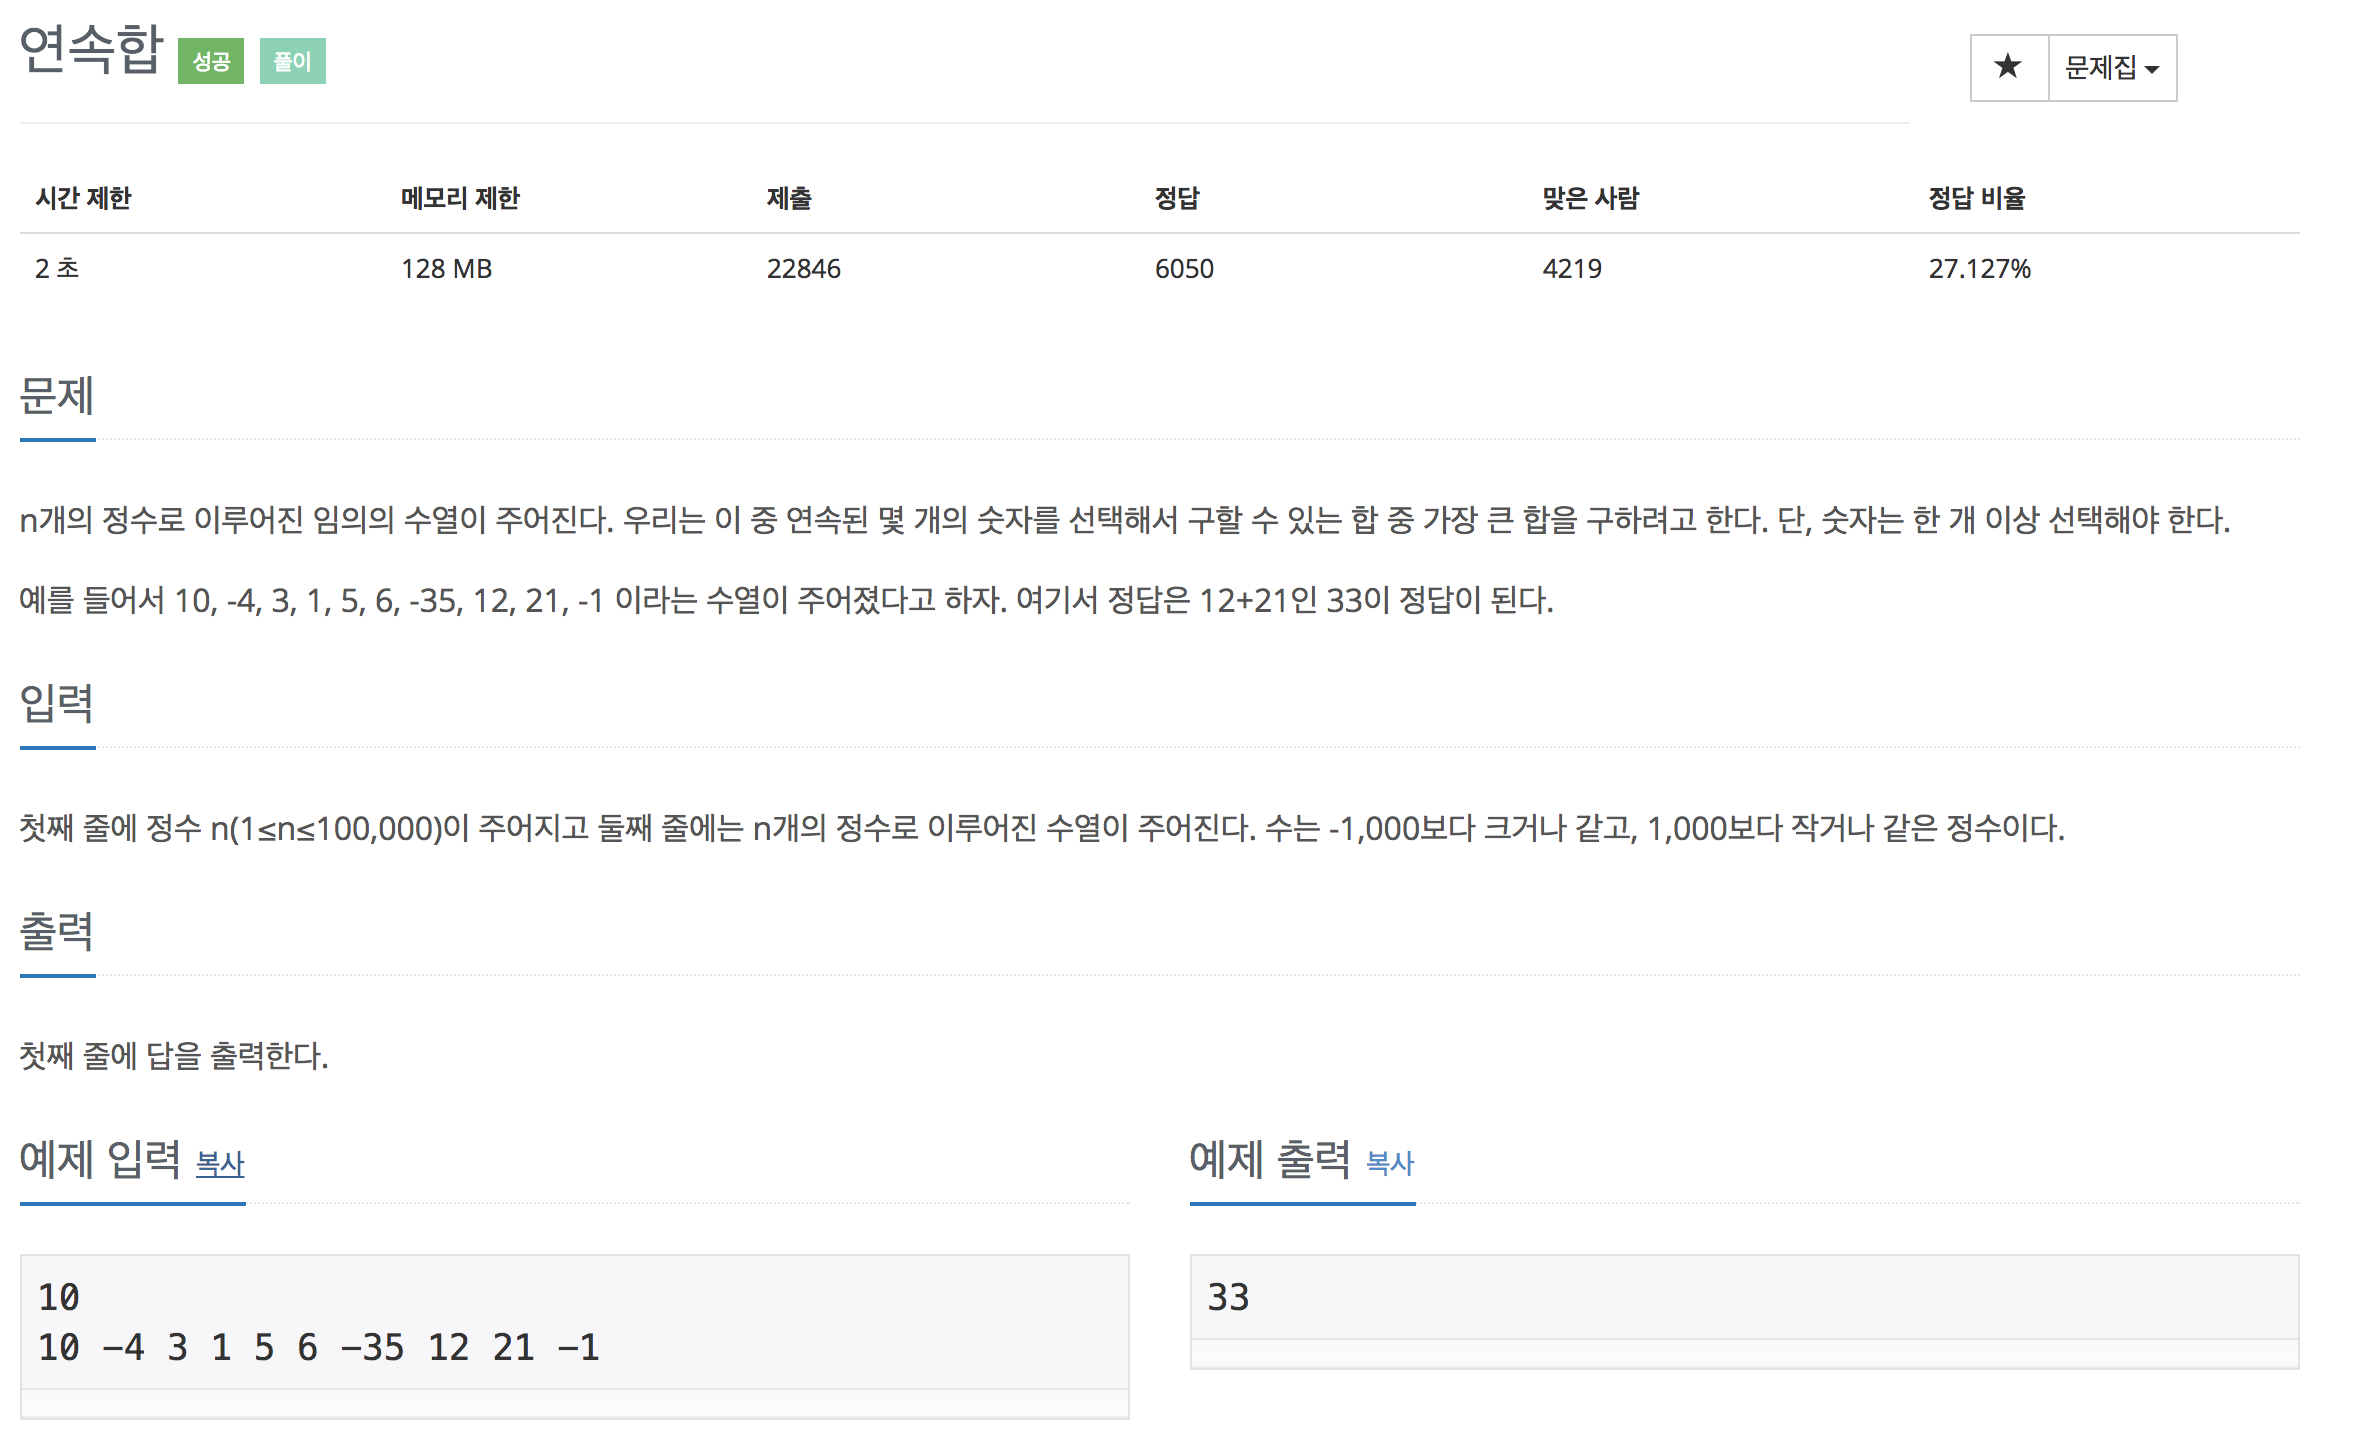 연속합 성공 풀이
★ 문제집
시간 제한 메모리 제한 제출 정답 맞은 사람 정답 비율
2 초 128 MB 22846 6050 4219 27.127%
문제
n개의 정수로 이루어진 임의의 수열이 주어진다. 우리는 이 중 연속된 몇 개의 숫자를 선택해서 구할 수 있는 합 중 가장 큰 합을 구하려고 한다. 단, 숫자는 한 개 이상 선택해야 한다.
예를 들어서 10, -4, 3, 1, 5, 6, -35, 12, 21, -1 이라는 수열이 주어졌다고 하자. 여기서 정답은 12+21인 33이 정답이 된다.
입력
첫째 줄에 정수 n(1≤n≤100,000)이 주어지고 둘째 줄에는 n개의 정수로 이루어진 수열이 주어진다. 수는 -1,000보다 크거나 같고, 1,000보다 작거나 같은 정수이다.
출력
첫째 줄에 답을 출력한다.
예제 입력 복사
10
10 -4 3 1 5 6 -35 12 21 -1
예제 출력 복사
33